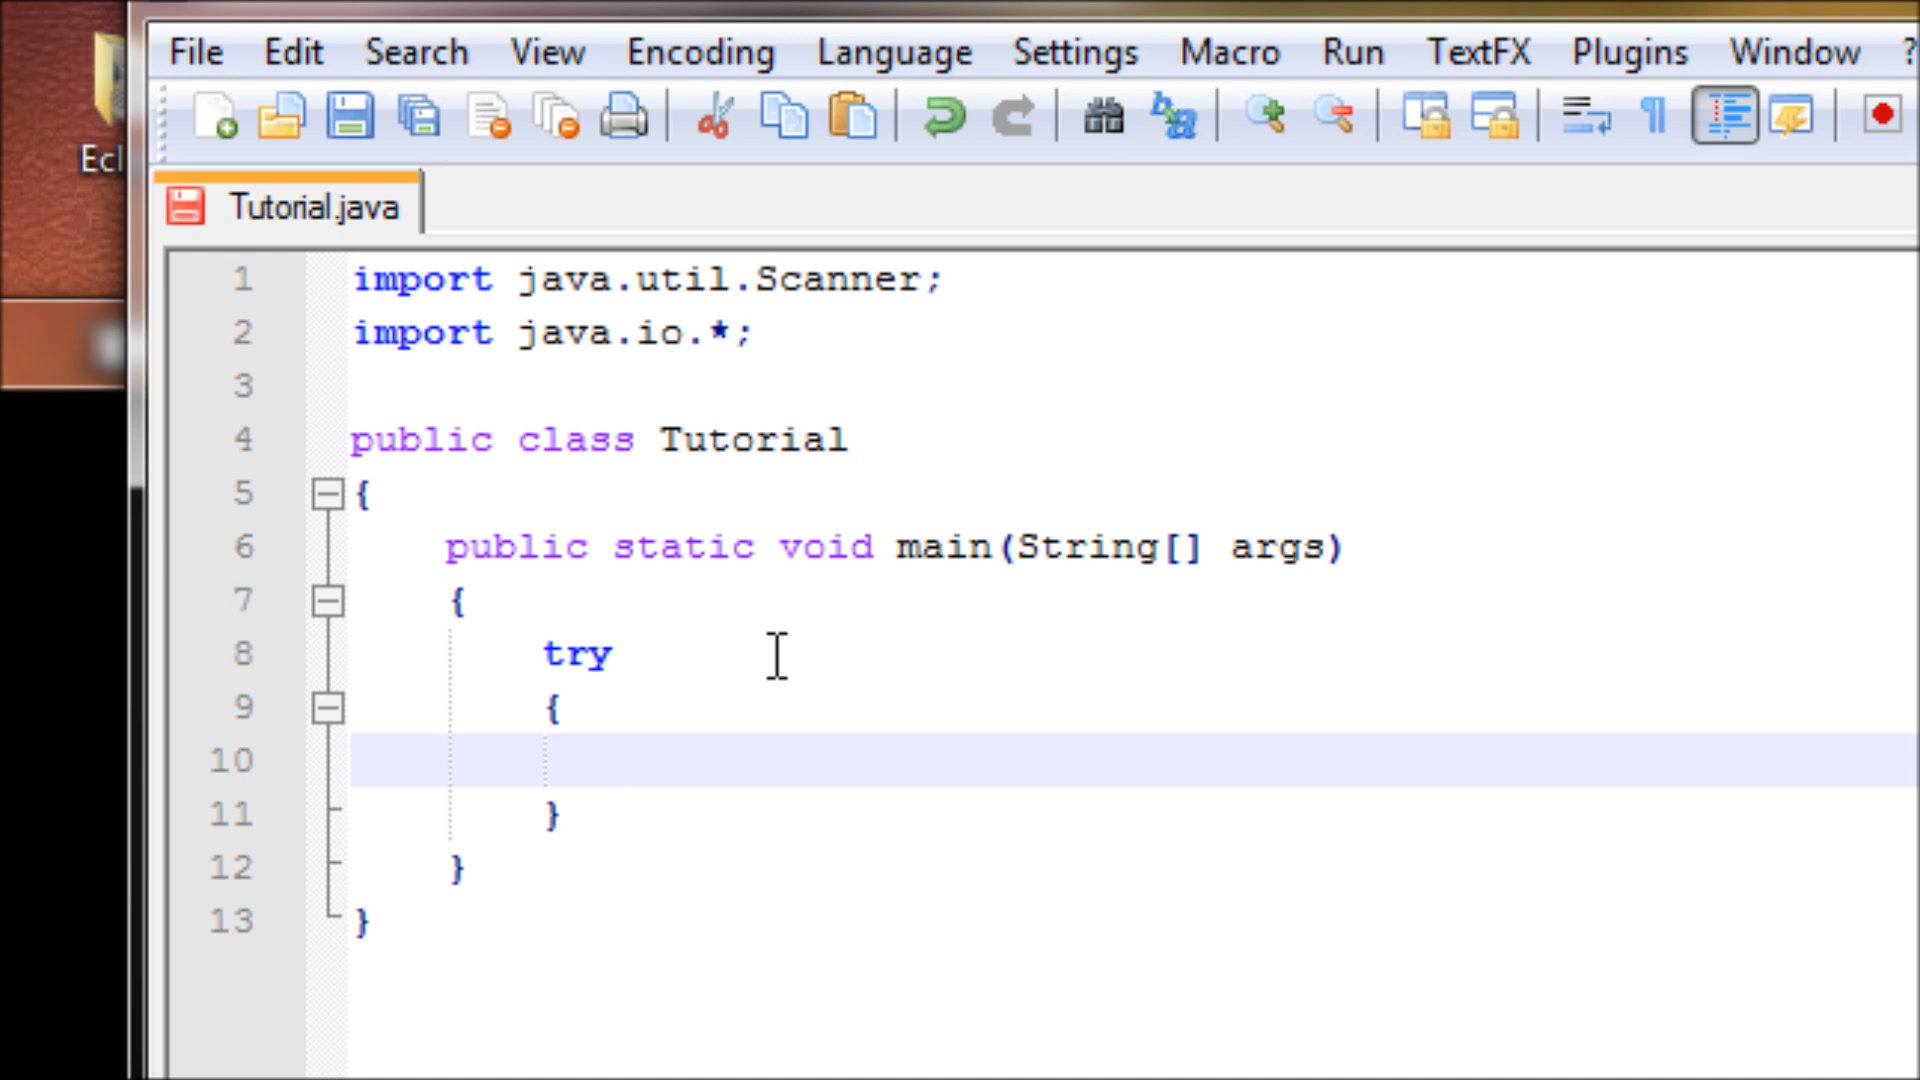 File Edit Search View Encoding Language Settings Macro Run TextFX Plugins Window ?
Ecl
Tutorial.java
1 import java.util.Scanner;
2 import java.io.*;
3
4 public class Tutorial
5 {
6 public static void main(String[] args)
7 {
8 try
9 {
10
11 }
12 }
13 }